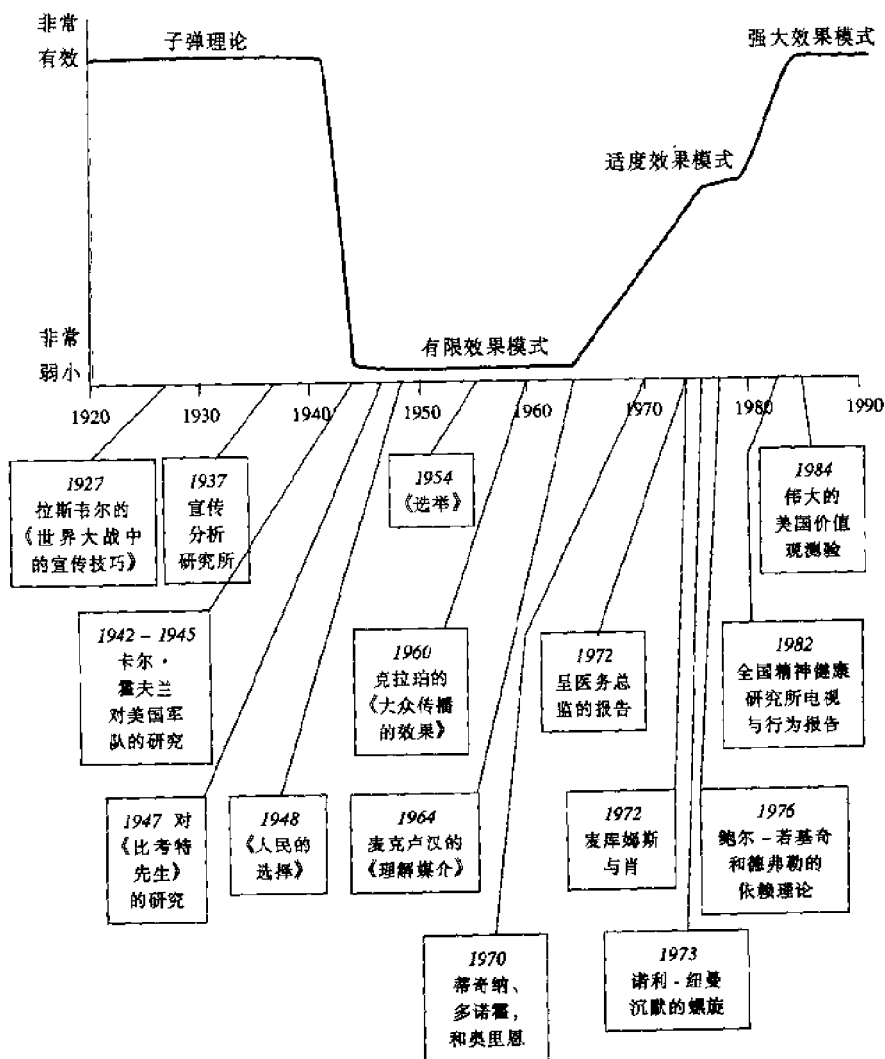 非常
有效
子弹理论
强大效果模式
适度效果模式
非常
弱小
有限效果模式
1920 1930 1940 1950 1960 1970 1980 1990
1927
拉斯韦尔的
《世界大战中
的宣传技巧》
1937
宣传
分析
研究所
1954
《选举》
1984
伟大的
美国价值
观测验
1942-1945
卡尔·
霍夫兰
对美国军
队的研究
1960
克拉珀的
《大众传播
的效果》
1972
呈医务总
监的报告
1982
全国精神健康
研究所电视
与行为报告
1947 对
《比考特
先生》
的研究
1948
《人民的
选择》
1964
麦克卢汉的
《理解媒介》
1972
麦库姆斯
与肖
1976
鲍尔-若基奇
和德弗勒的
依赖理论
1970
蒂奇纳、
多诺霍,
和奥里恩
1973
诺利-纽曼
沉默的螺旋